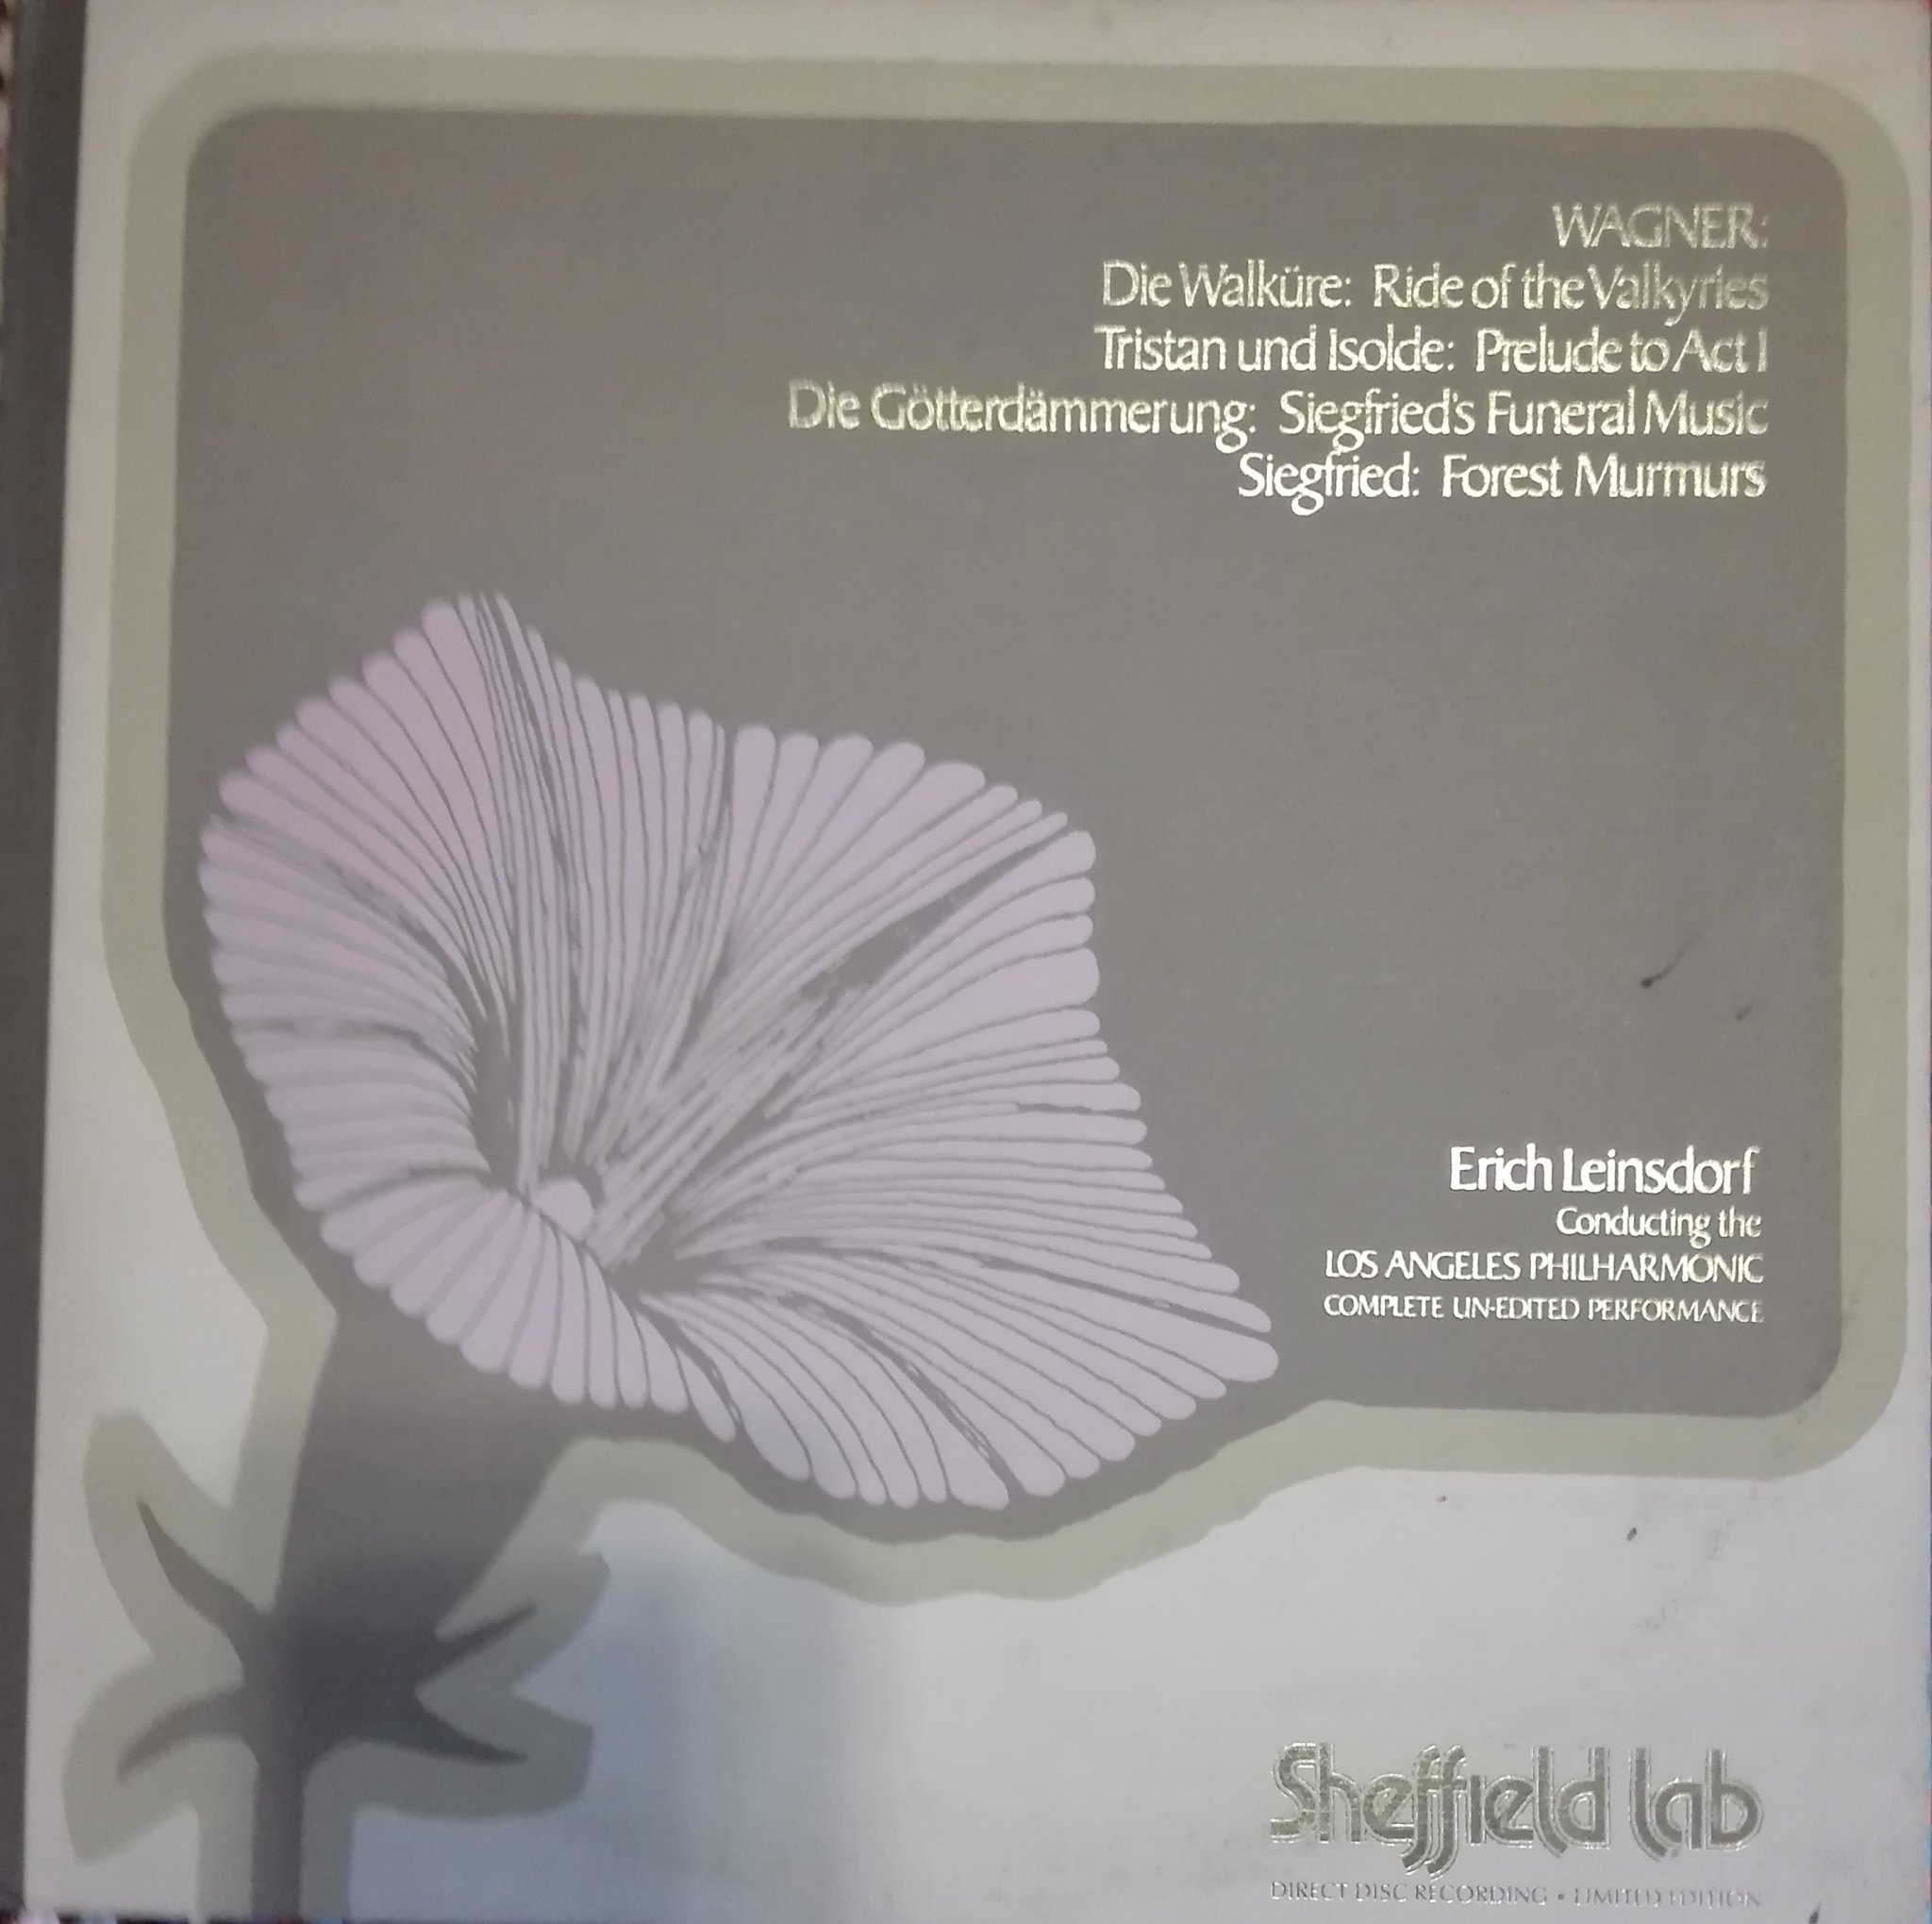 WAGNER:
Die Walküre: Ride of the Valkyries
Tristan und Isolde: Prelude to Act I
Die Götterdämmerung: Siegfried's Funeral Music
Siegfried: Forest Murmurs
Erich Leinsdorf
Conducting the
LOS ANGELES PHILHARMONIC
COMPLETE UN-EDITED PERFORMANCE
Sheffield Lab
DIRECT DISC RECORDING • LIMITED EDITION